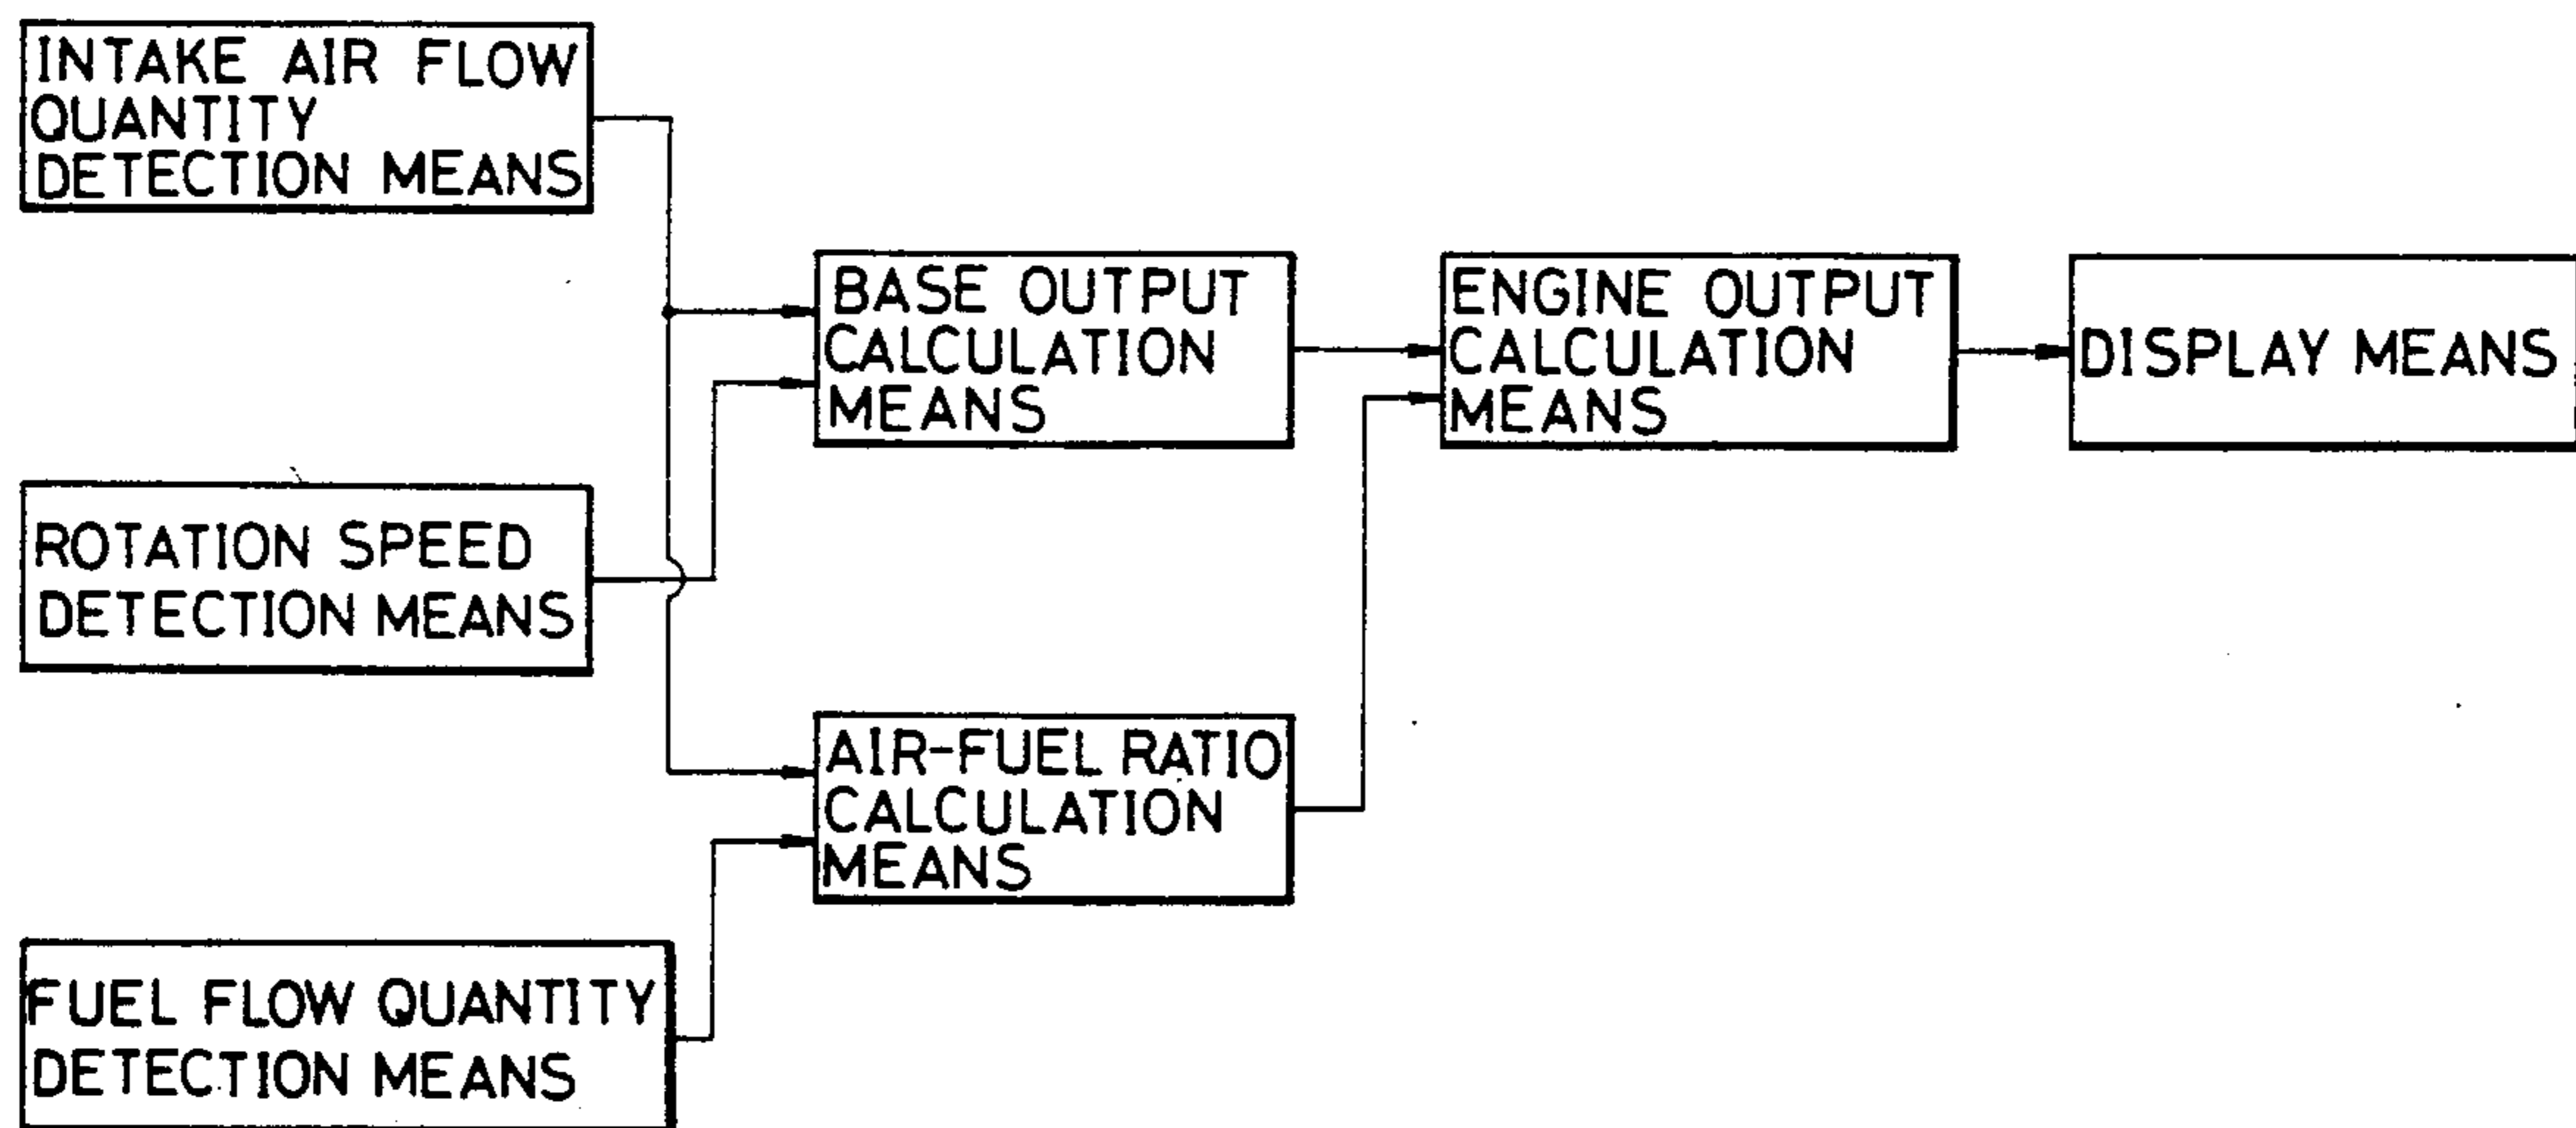 INTAKE AIR FLOW
QUANTITY
DETECTION MEANS
ROTATION SPEED
DETECTION MEANS
FUEL FLOW QUANTITY
DETECTION MEANS
BASE OUTPUT
CALCULATION
MEANS
AIR-FUEL RATIO
CALCULATION
MEANS
ENGINE OUTPUT
CALCULATION
MEANS
DISPLAY MEANS